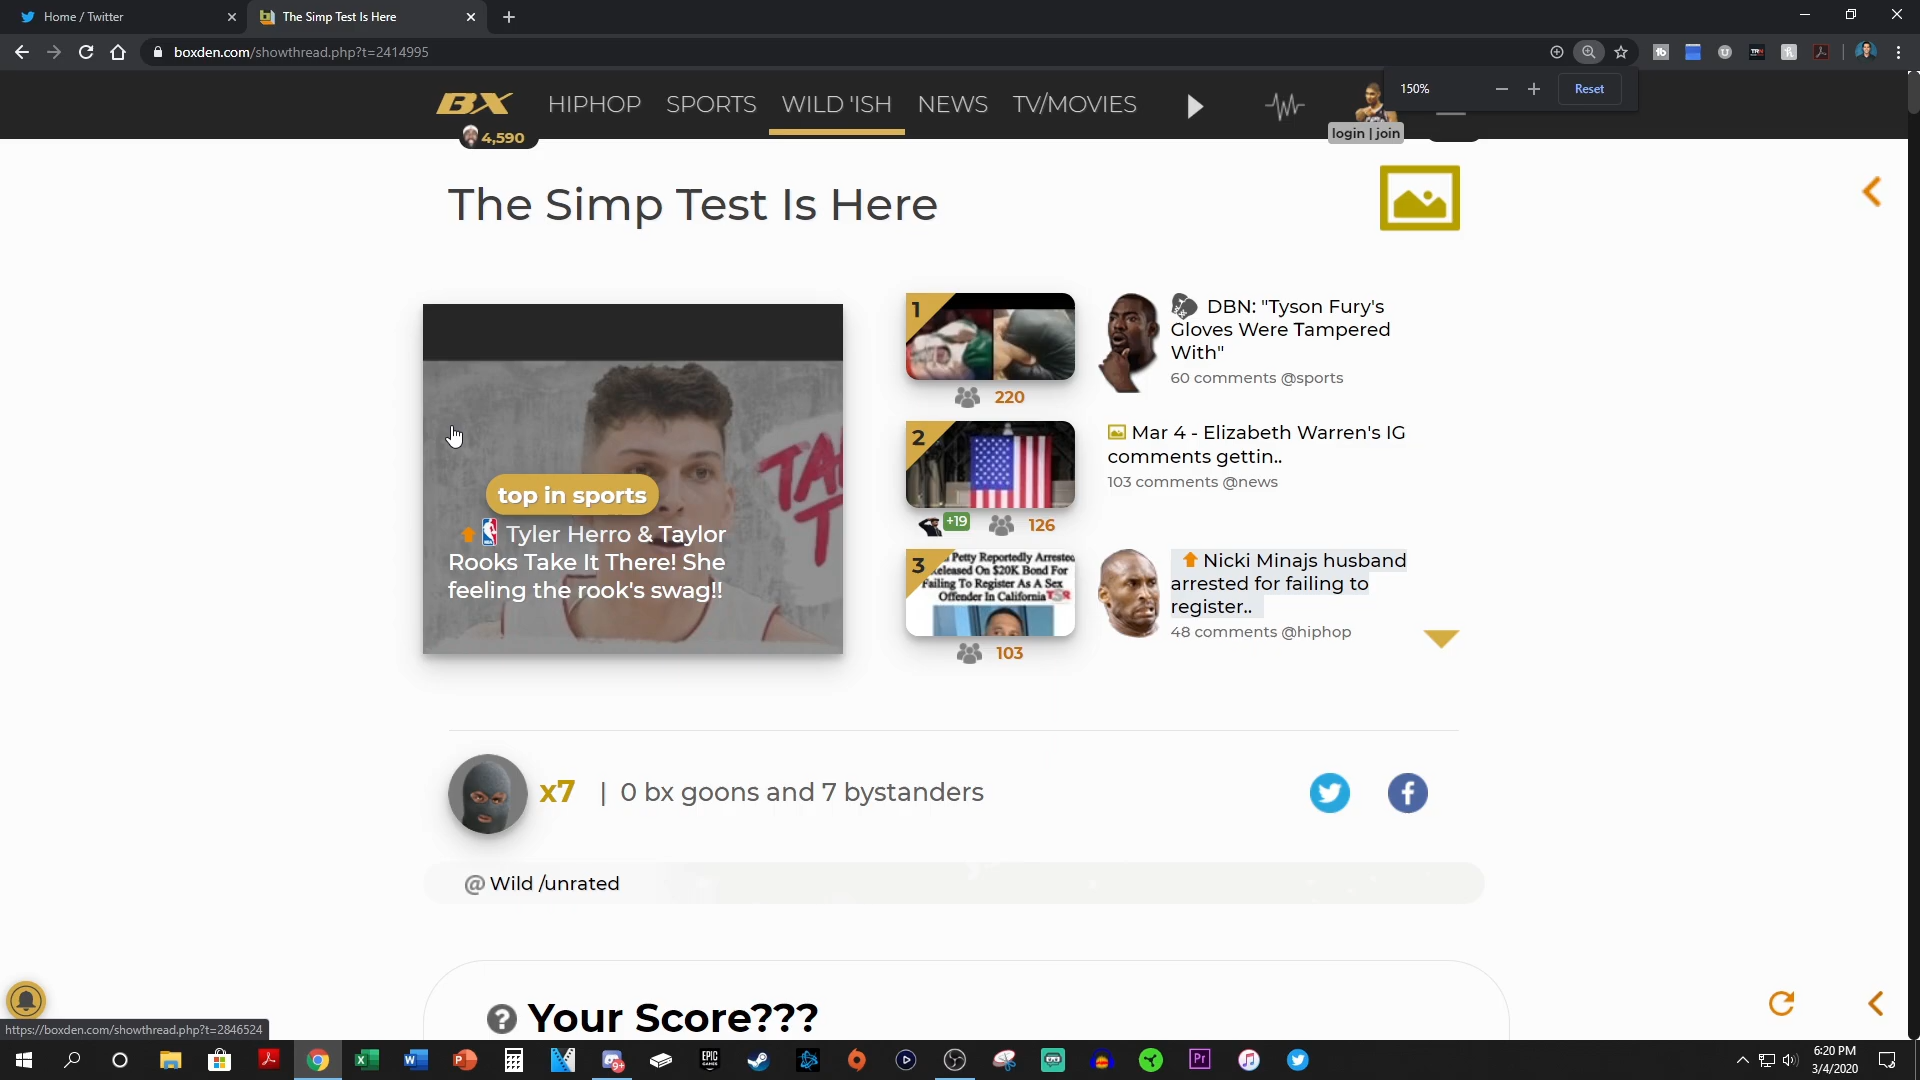 Home / Twitter
The Simp Test Is Here
boxden.com/showthread.php?t=2414995
150%
Reset
BX
HIPHOP
SPORTS
WILD 'ISH
NEWS
TV/MOVIES
4,590
login | join
The Simp Test Is Here
top in sports
Tyler Herro & Taylor
Rooks Take It There! She
feeling the rook's swag!!
1
220
DBN: "Tyson Fury's
Gloves Were Tampered
With"
60 comments @sports
2
+19
126
Mar 4 - Elizabeth Warren's IG
comments gettin..
103 comments @news
3
Petty Reportedly Arrested
Released On $20K Bond For
Failing To Register As A Sex
Offender In California TSR
103
Nicki Minajs husband
arrested for failing to
register..
48 comments @hiphop
x7 | 0 bx goons and 7 bystanders
@ Wild /unrated
? Your Score???
https://boxden.com/showthread.php?t=2846524
6:20 PM
3/4/2020